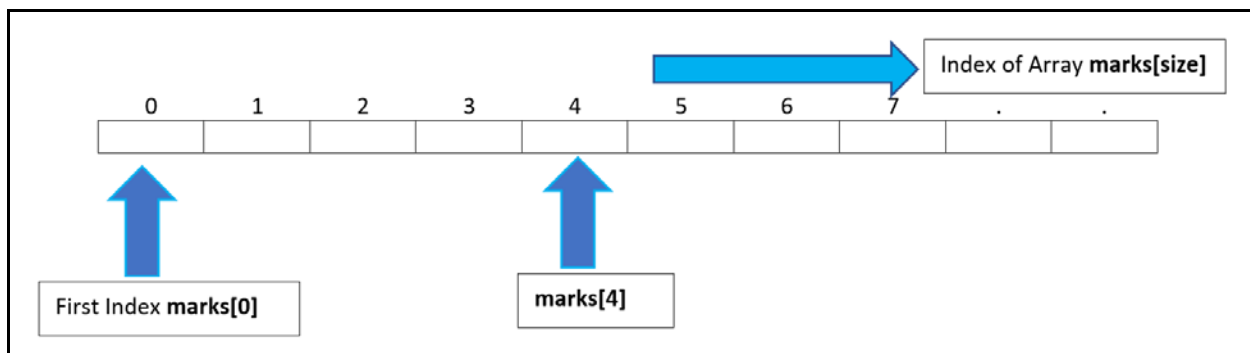 Index of Array marks[size]
0 1 2 3 4 5 6 7 . .
First Index marks[0]
marks[4]